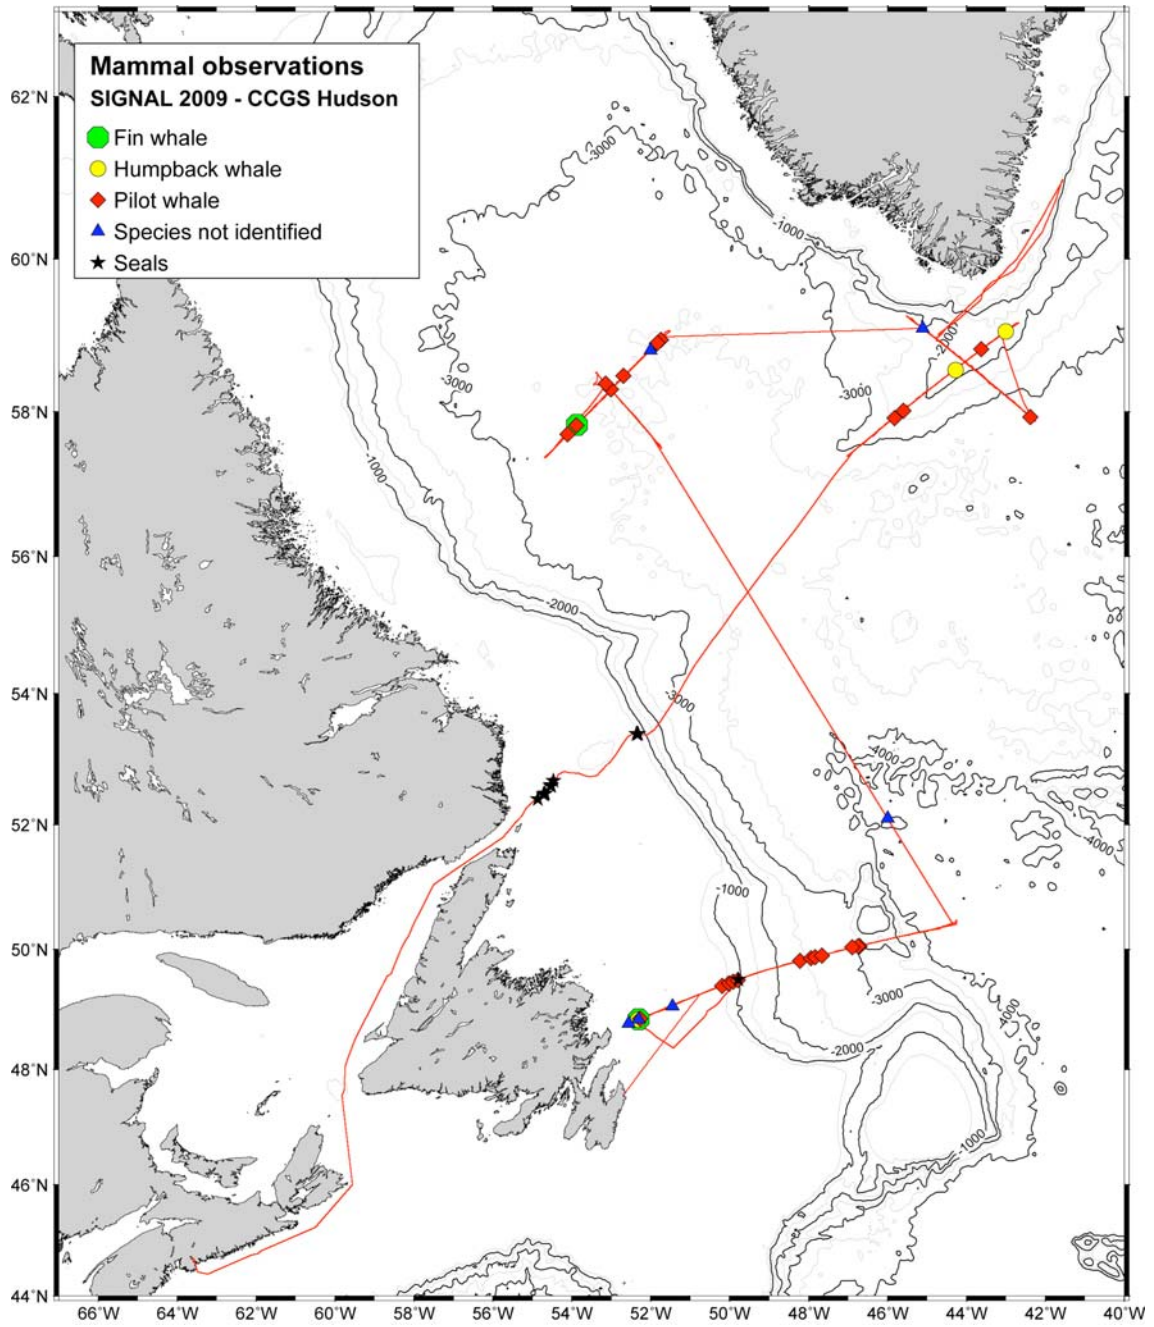 Mammal observations
SIGNAL 2009 - CCGS Hudson
Fin whale
Humpback whale
Pilot whale
Species not identified
Seals
62°N
60°N
58°N
56°N
54°N
52°N
50°N
48°N
46°N
44°N
-3000
-1000
-2000
-3000
-3000
-1000
-2000
-3000
-4000
-4000
-1000
-3000
-4000
-2000
-1000
66°W
64°W
62°W
60°W
58°W
56°W
54°W
52°W
50°W
48°W
46°W
44°W
42°W
40°W